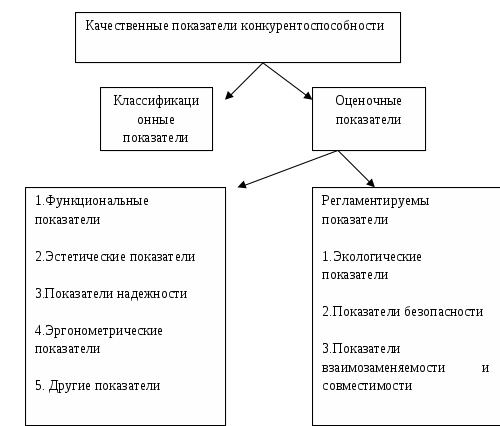 Качественные показатели конкурентоспособности
Классификаци
онные
показатели
Оценочные
показатели
1.Функциональные
показатели
2.Эстетические показатели
3.Показатели надежности
4.Эргонометрические
показатели
5. Другие показатели
Регламентируемы
показатели
1.Экологические
показатели
2.Показатели безопасности
3.Показатели
взаимозаменяемости и
совместимости